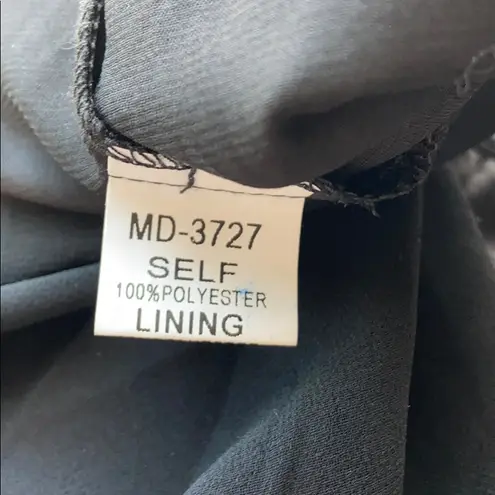 MD-3727
SELF
100%POLYESTER
LINING